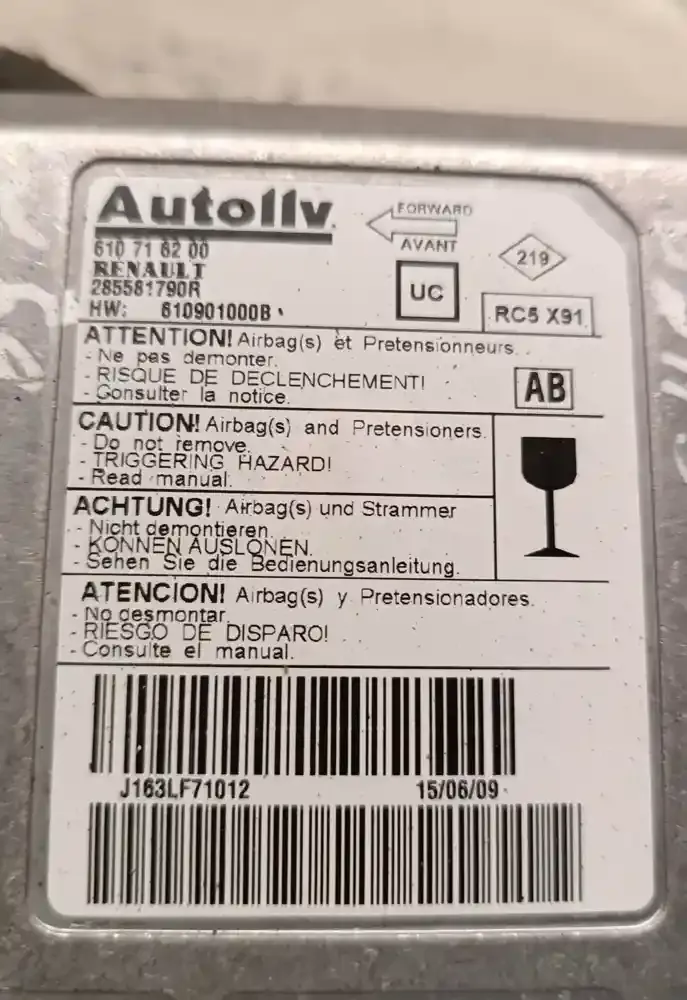 Autoliv
FORWARD
AVANT
610 71 82 00
RENAULT
285581790R
HW: 610901000B
UC
219
RC5 X91
ATTENTION! Airbag(s) et Pretensionneurs.
- Ne pas demonter.
- RISQUE DE DECLENCHEMENT!
- Consulter la notice.
AB
CAUTION! Airbag(s) and Pretensioners.
- Do not remove.
- TRIGGERING HAZARD!
- Read manual.
ACHTUNG! Airbag(s) und Strammer
- Nicht demontieren.
- KONNEN AUSLONEN.
- Sehen Sie die Bedienungsanleitung.
ATENCION! Airbag(s) y Pretensionadores.
- No desmontar.
- RIESGO DE DISPARO!
- Consulte el manual.
J163LF71012 15/06/09